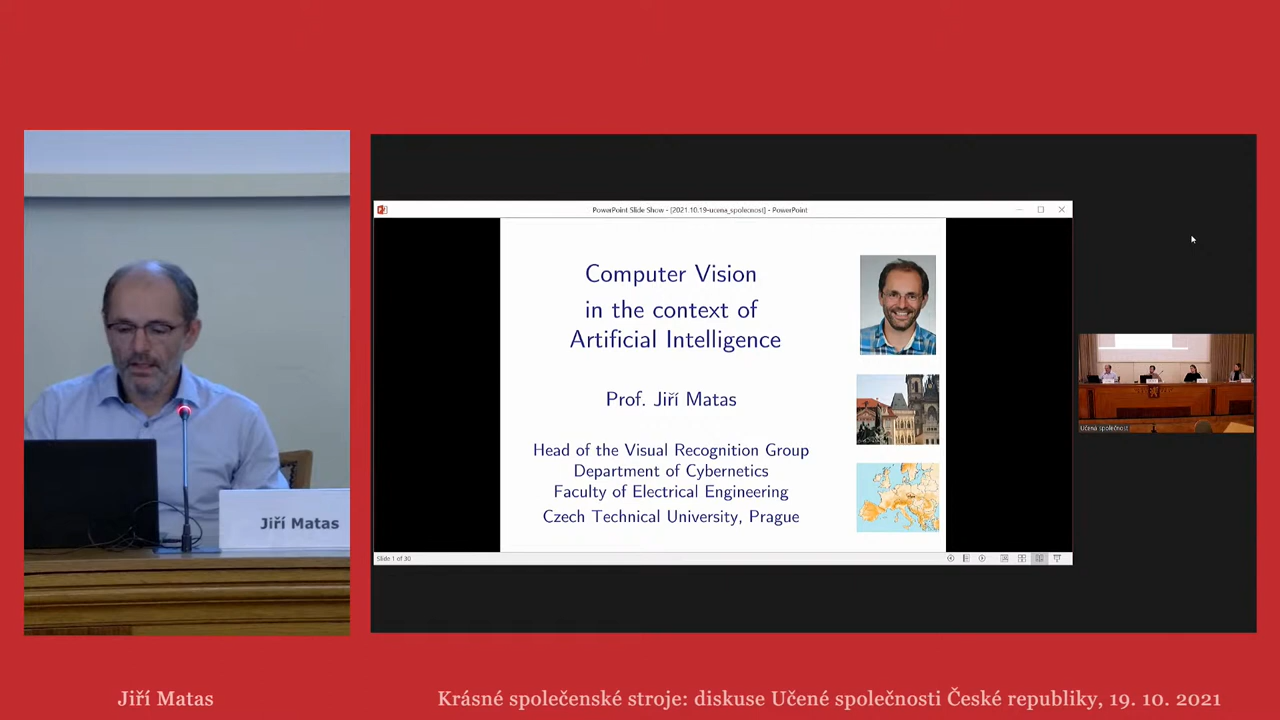 PowerPoint Slide Show - [2021.10.19-ucena_spolecnost] - PowerPoint
Computer Vision
in the context of
Artificial Intelligence
Prof. Jiří Matas
Head of the Visual Recognition Group
Department of Cybernetics
Faculty of Electrical Engineering
Czech Technical University, Prague
Slide 1 of 30
Učená společnost
Jiří Matas
Jiří Matas
Krásné společenské stroje: diskuse Učené společnosti České republiky, 19. 10. 2021